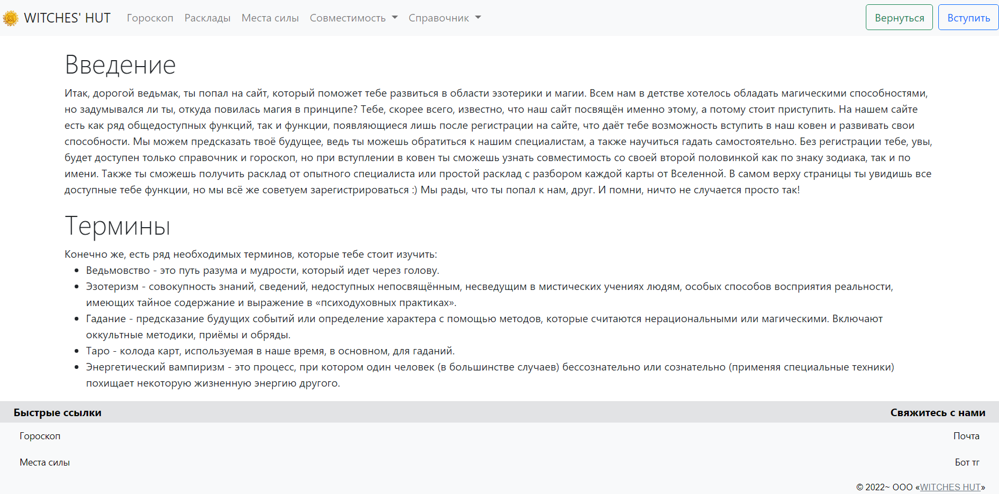 WITCHES' HUT Гороскоп Расклады Места силы Совместимость Справочник Вернуться Вступить
Введение
Итак, дорогой ведьмак, ты попал на сайт, который поможет тебе развиться в области эзотерики и магии. Всем нам в детстве хотелось обладать магическими способностями,
но задумывался ли ты, откуда повилась магия в принципе? Тебе, скорее всего, известно, что наш сайт посвящён именно этому, а потому стоит приступить. На нашем сайте
есть как ряд общедоступных функций, так и функции, появляющиеся лишь после регистрации на сайте, что даёт тебе возможность вступить в наш ковен и развивать свои
способности. Мы можем предсказать твоё будущее, ведь ты можешь обратиться к нашим специалистам, а также научиться гадать самостоятельно. Без регистрации тебе, увы,
будет доступен только справочник и гороскоп, но при вступлении в ковен ты сможешь узнать совместимость со своей второй половинкой как по знаку зодиака, так и по
имени. Также ты сможешь получить расклад от опытного специалиста или простой расклад с разбором каждой карты от Вселенной. В самом верху страницы ты увидишь все
доступные тебе функции, но мы всё же советуем зарегистрироваться :) Мы рады, что ты попал к нам, друг. И помни, ничто не случается просто так!
Термины
Конечно же, есть ряд необходимых терминов, которые тебе стоит изучить:
• Ведьмовство - это путь разума и мудрости, который идет через голову.
• Эзотеризм - совокупность знаний, сведений, недоступных непосвящённым, несведущим в мистических учениях людям, особых способов восприятия реальности,
имеющих тайное содержание и выражение в «психодуховных практиках».
• Гадание - предсказание будущих событий или определение характера с помощью методов, которые считаются нерациональными или магическими. Включают
оккультные методики, приёмы и обряды.
• Таро - колода карт, используемая в наше время, в основном, для гаданий.
• Энергетический вампиризм - это процесс, при котором один человек (в большинстве случаев) бессознательно или сознательно (применяя специальные техники)
похищает некоторую жизненную энергию другого.
Быстрые ссылки Свяжитесь с нами
Гороскоп Почта
Места силы Бот тг
© 2022~ ООО «WITCHES HUT»